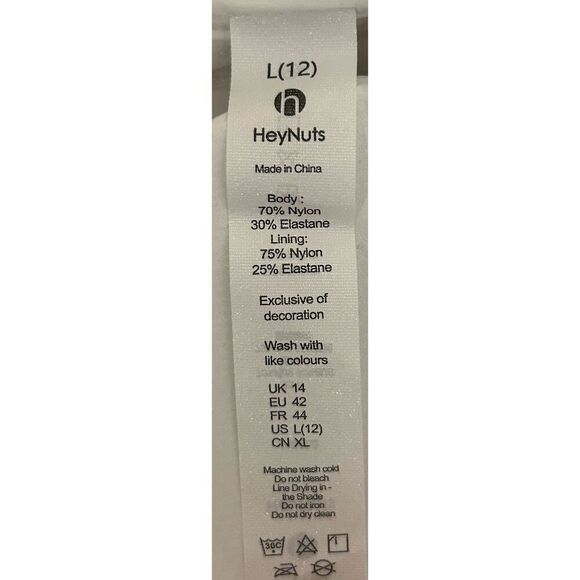 L(12)
h
HeyNuts
Made in China
Body :
70% Nylon
30% Elastane
Lining:
75% Nylon
25% Elastane
Exclusive of
decoration
Wash with
like colours
UK 14
EU 42
FR 44
US L(12)
CN XL
Machine wash cold
Do not bleach
Line Drying in -
the Shade
Do not iron
Do not dry clean
30C